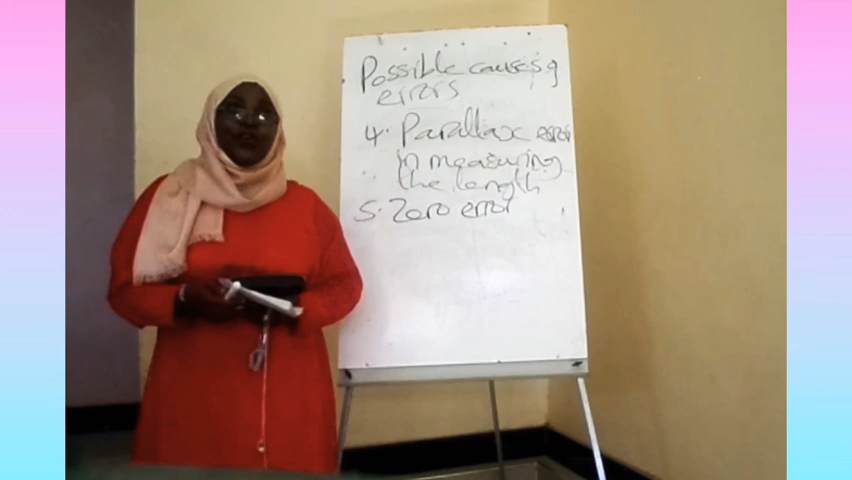 Possible causes of
errors
4. Parallax error
in measuring
the length
5. Zero error